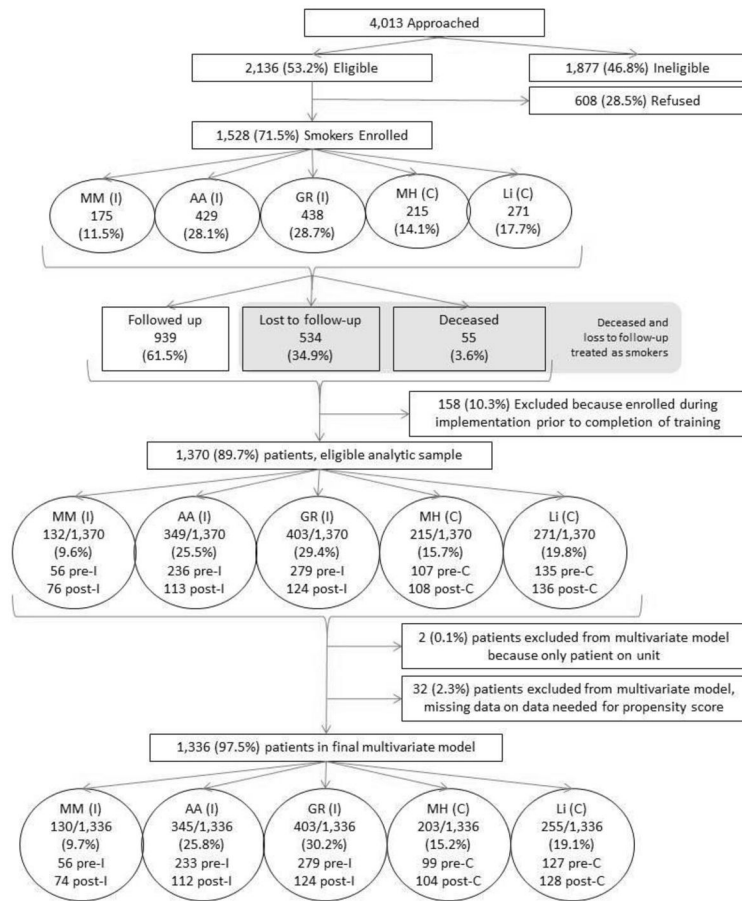 4,013 Approached
2,136 (53.2%) Eligible
1,877 (46.8%) Ineligible
608 (28.5%) Refused
1,528 (71.5%) Smokers Enrolled
MM (I)
175
(11.5%)
AA (I)
429
(28.1%)
GR (I)
438
(28.7%)
MH (C)
215
(14.1%)
Li (C)
271
(17.7%)
Followed up
939
(61.5%)
Lost to follow-up
534
(34.9%)
Deceased
55
(3.6%)
Deceased and
loss to follow-up
treated as smokers
158 (10.3%) Excluded because enrolled during
implementation prior to completion of training
1,370 (89.7%) patients, eligible analytic sample
MM (I)
132/1,370
(9.6%)
56 pre-I
76 post-I
AA (I)
349/1,370
(25.5%)
236 pre-I
113 post-I
GR (I)
403/1,370
(29.4%)
279 pre-I
124 post-I
MH (C)
215/1,370
(15.7%)
107 pre-C
108 post-C
Li (C)
271/1,370
(19.8%)
135 pre-C
136 post-C
2 (0.1%) patients excluded from multivariate model
because only patient on unit
32 (2.3%) patients excluded from multivariate model,
missing data on data needed for propensity score
1,336 (97.5%) patients in final multivariate model
MM (I)
130/1,336
(9.7%)
56 pre-I
74 post-I
AA (I)
345/1,336
(25.8%)
233 pre-I
112 post-I
GR (I)
403/1,336
(30.2%)
279 pre-I
124 post-I
MH (C)
203/1,336
(15.2%)
99 pre-C
104 post-C
Li (C)
255/1,336
(19.1%)
127 pre-C
128 post-C